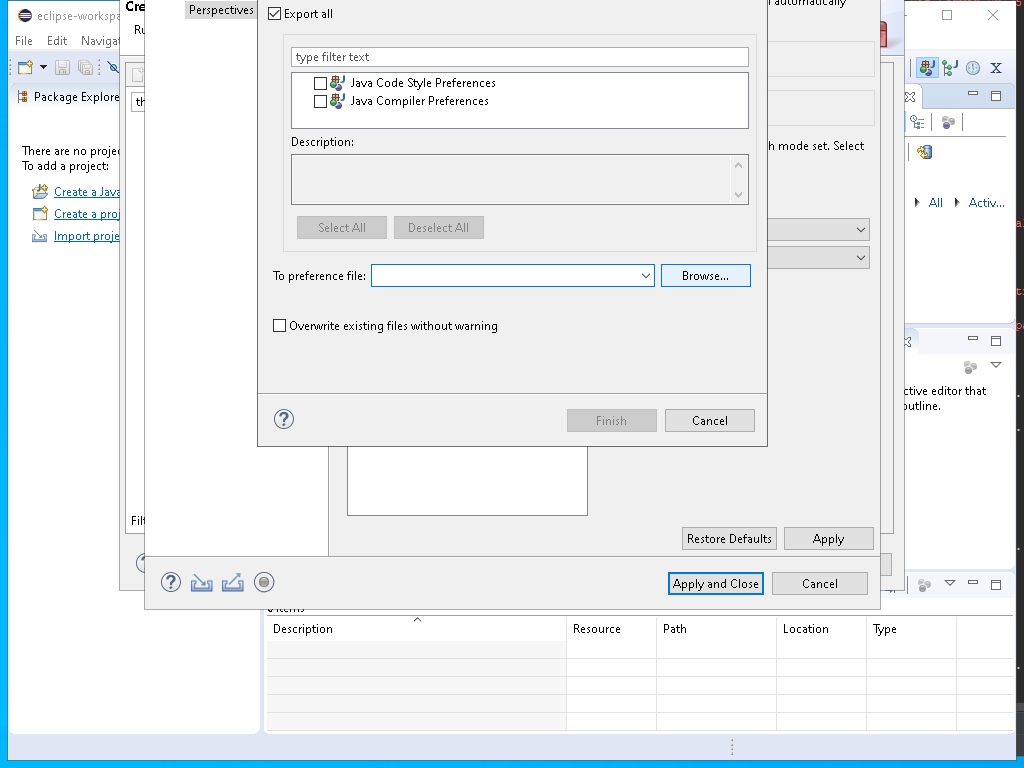 eclipse-workspa
Cre
Perspectives
Export all
automatically
File Edit Navigat
Ru
type filter text
Java Code Style Preferences
Java Compiler Preferences
Package Explore
th
Description:
h mode set. Select
There are no projec
To add a project:
Create a Java
Create a proj
Import proje
All
Activ...
Select All
Deselect All
To preference file:
Browse...
Overwrite existing files without warning
ctive editor that
outline.
Finish
Cancel
Filt
Restore Defaults
Apply
Apply and Close
Cancel
items
Description
Resource
Path
Location
Type